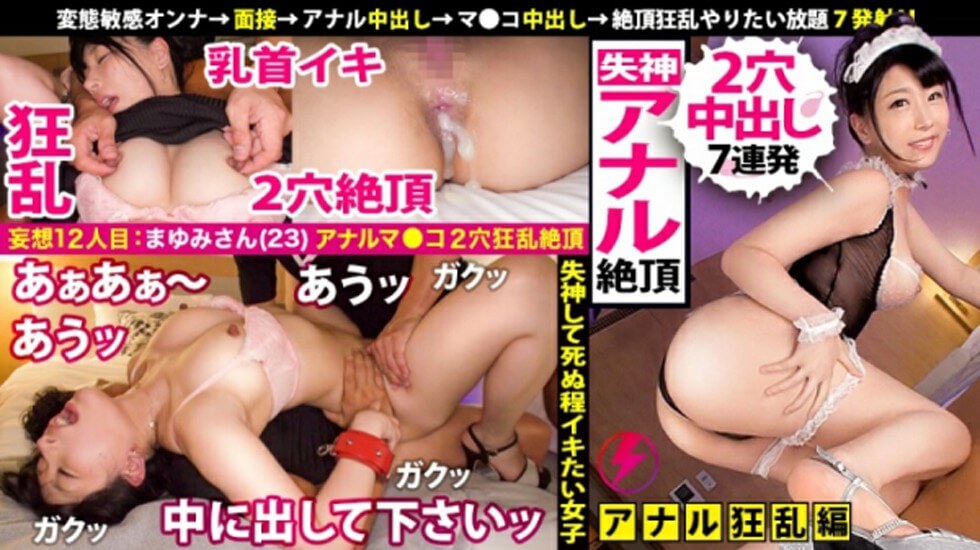 変態敏感オンナ→面接→アナル中出し→マ●コ中出し→絶頂狂乱やりたい放題7発射!!
乳首イキ
狂乱
2穴絶頂
妄想12人目:まゆみさん(23) アナルマ●コ2穴狂乱絶頂
あぁあぁ~
あうッ
あうッ
ガクッ
ガクッ
ガクッ
中に出して下さいッ
失神して死ぬ程イキたい女子
失神
アナル
絶頂
2穴
中出し
7連発
アナル狂乱編